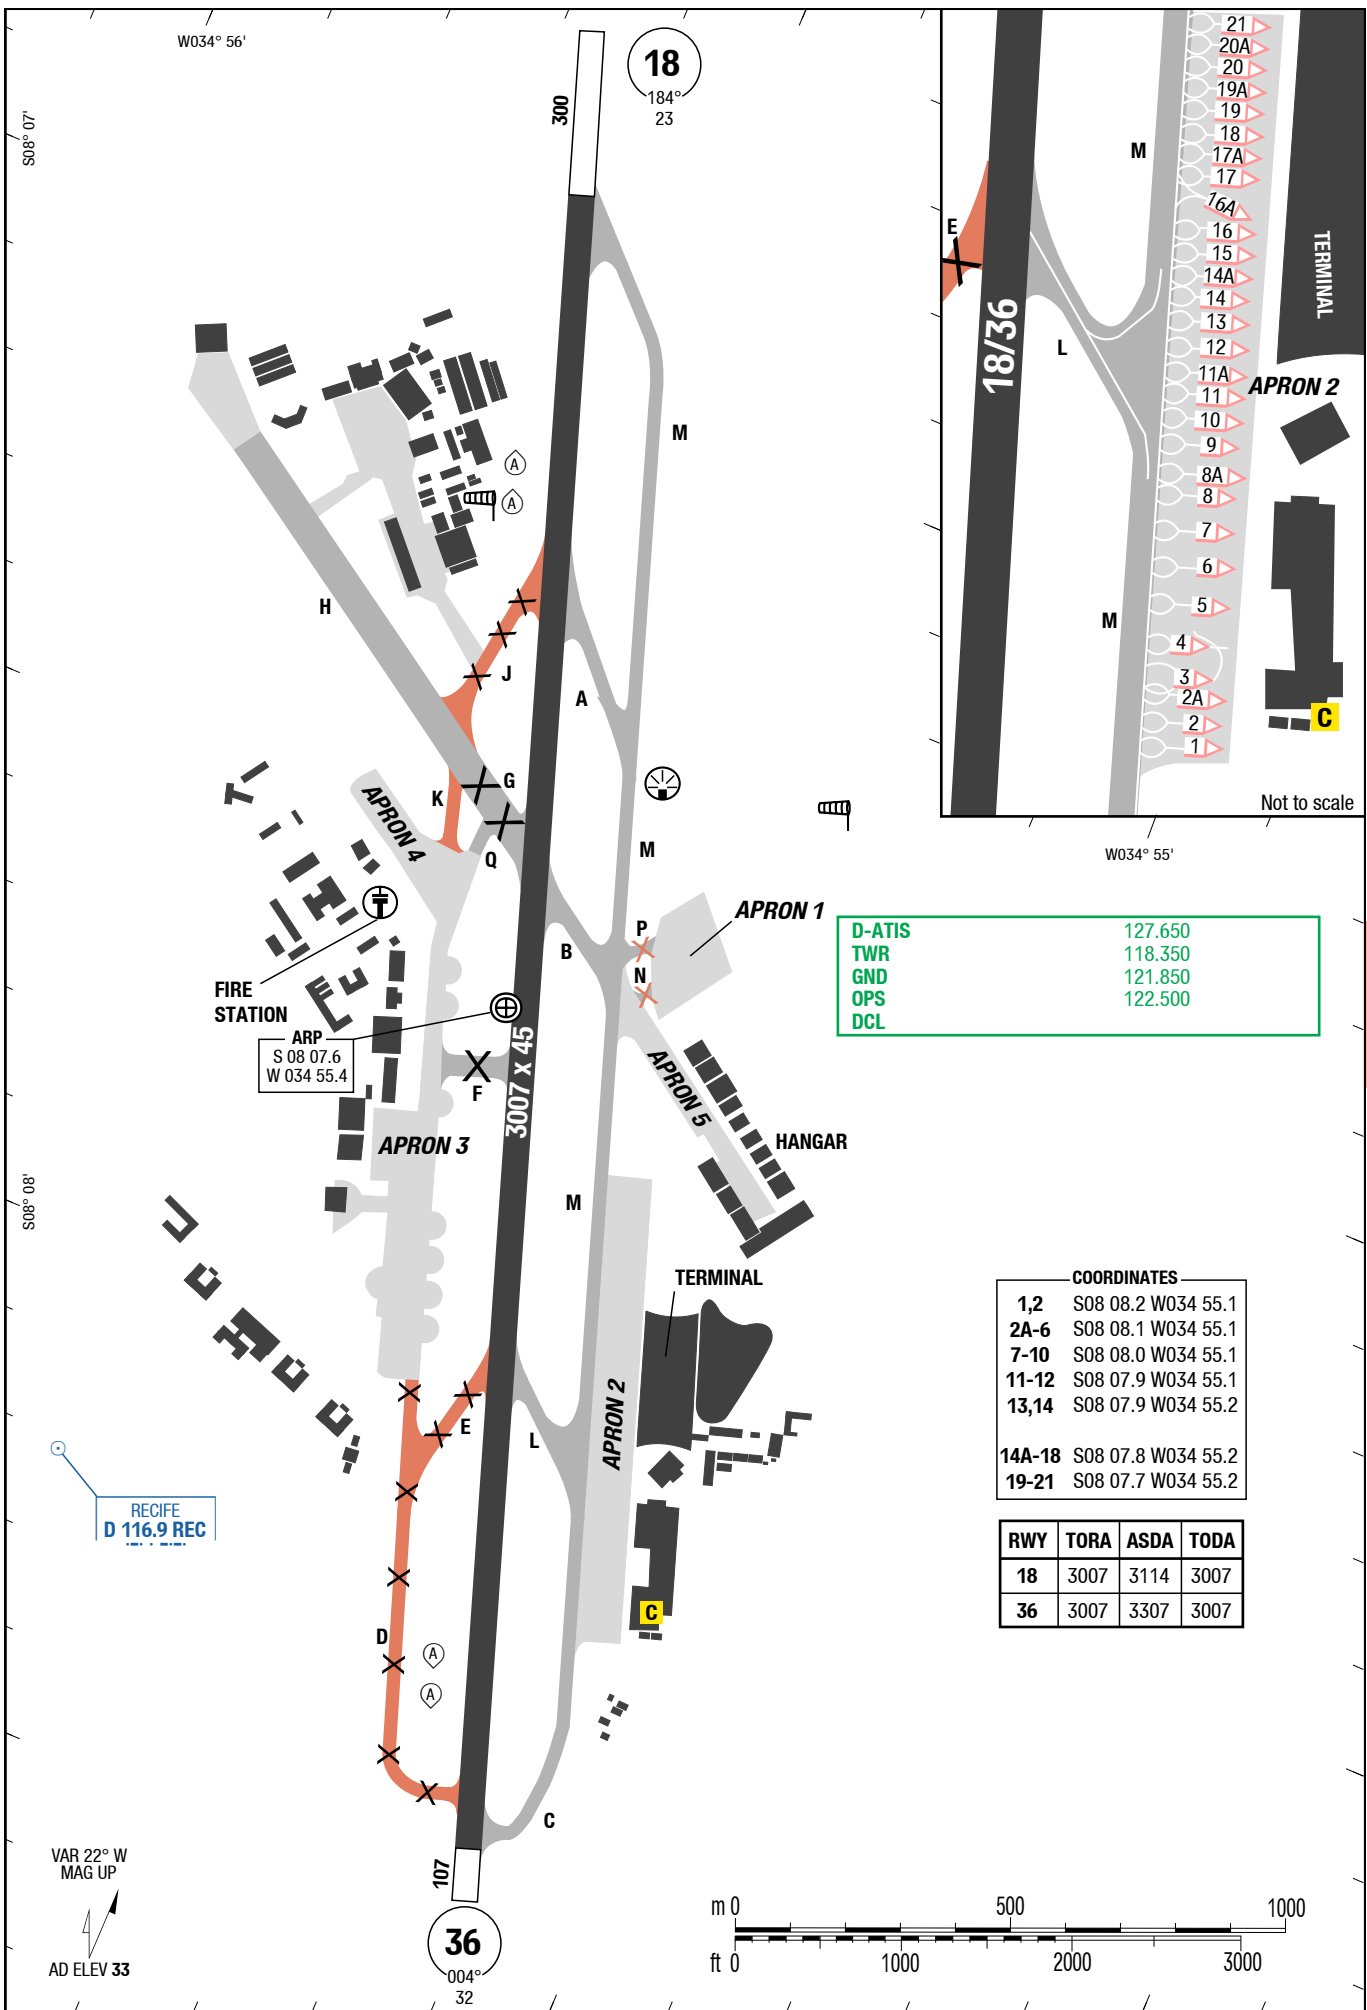 W034° 56'
S08° 07'
300
18
184°
23
M
H
J
A
G
K
Q
APRON 4
M
P
N
B
APRON 1
FIRE
STATION
ARP
S 08 07.6
W 034 55.4
F
3007 x 45
APRON 5
HANGAR
APRON 3
M
S08° 08'
TERMINAL
APRON 2
E
L
RECIFE
D 116.9 REC
D
C
A
A
A
A
C
107
36
004°
32
VAR 22° W
MAG UP
AD ELEV 33
m 0 500 1000
ft 0 1000 2000 3000
21
20A
20
19A
19
18
17A
17
16A
16
15
14A
14
13
12
11A
11
10
9
8A
8
7
6
5
4
3
2A
2
1
M
E
18/36
L
M
TERMINAL
APRON 2
C
Not to scale
W034° 55'
D-ATIS 127.650
TWR 118.350
GND 121.850
OPS 122.500
DCL
COORDINATES
1,2 S08 08.2 W034 55.1
2A-6 S08 08.1 W034 55.1
7-10 S08 08.0 W034 55.1
11-12 S08 07.9 W034 55.1
13,14 S08 07.9 W034 55.2
14A-18 S08 07.8 W034 55.2
19-21 S08 07.7 W034 55.2
RWY TORA ASDA TODA
18 3007 3114 3007
36 3007 3307 3007